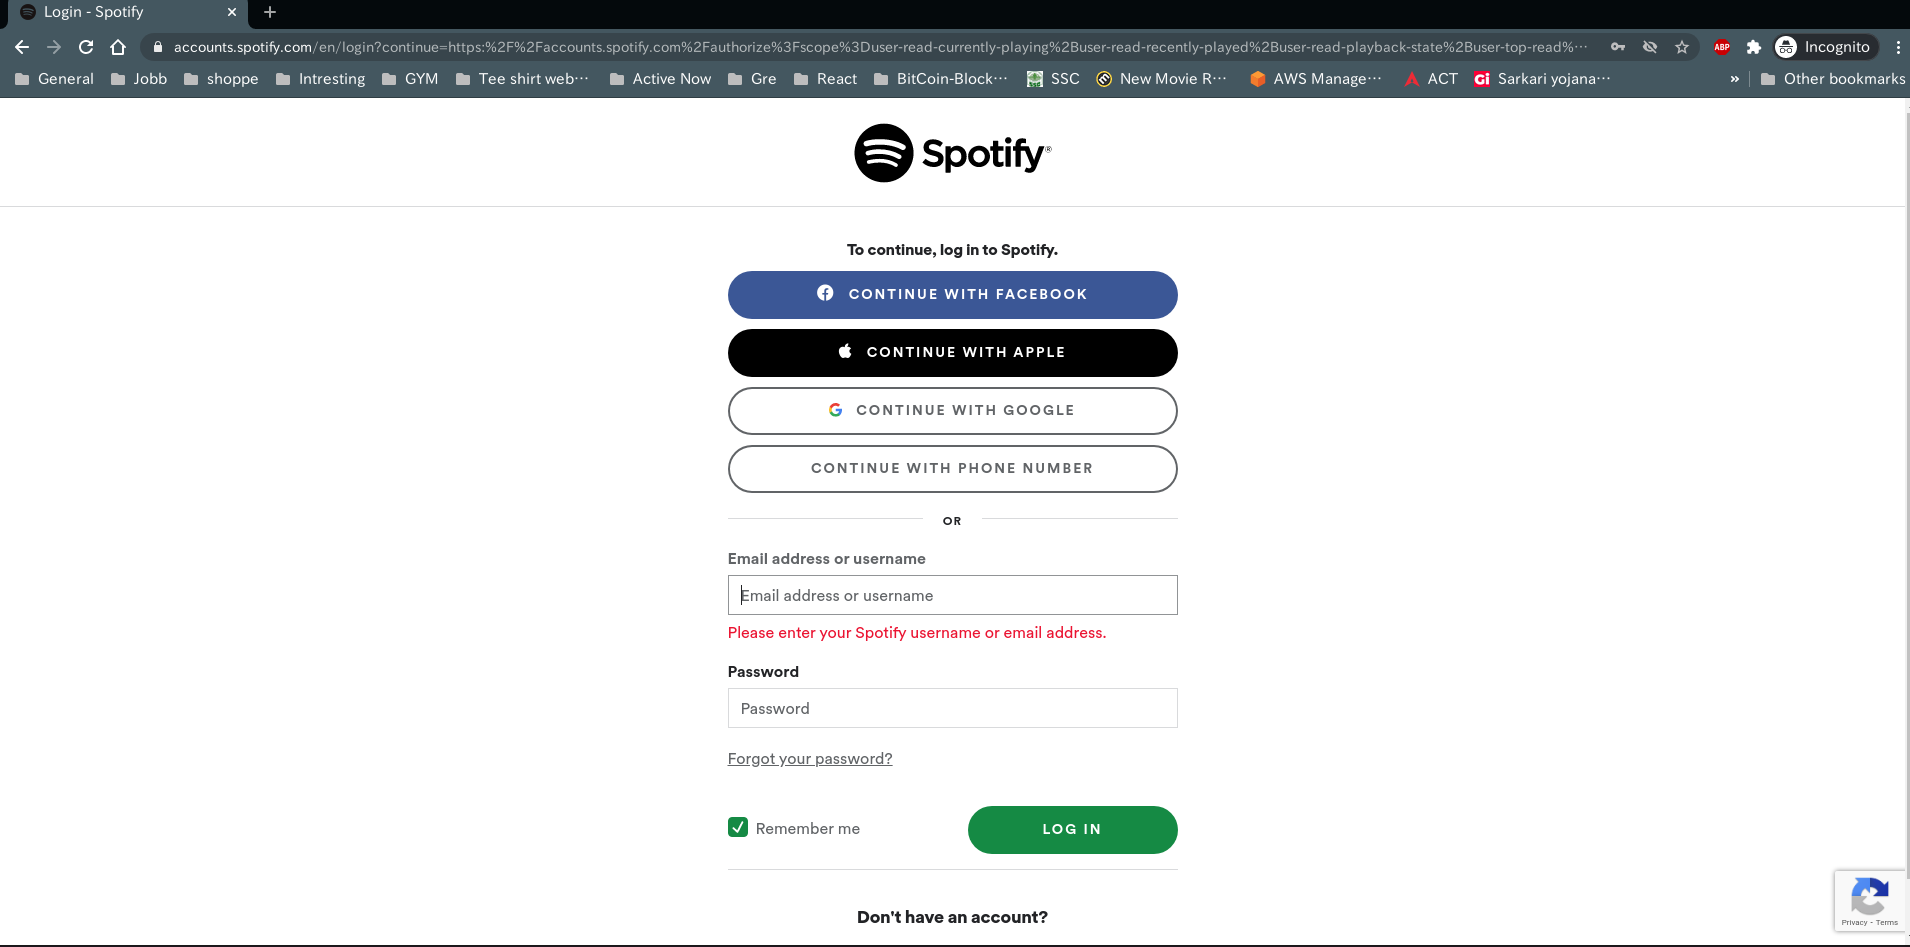 Login - Spotify
accounts.spotify.com/en/login?continue=https:%2F%2Faccounts.spotify.com%2Fauthorize%3Fscope%3Duser-read-currently-playing%2Buser-read-recently-played%2Buser-read-playback-state%2Buser-top-read%···
ABP
Incognito
General
Jobb
shoppe
Intresting
GYM
Tee shirt web···
Active Now
Gre
React
BitCoin-Block···
SSC
New Movie R···
AWS Manage···
ACT
Gi
Sarkari yojana···
»
Other bookmarks
Spotify®
To continue, log in to Spotify.
CONTINUE WITH FACEBOOK
CONTINUE WITH APPLE
CONTINUE WITH GOOGLE
CONTINUE WITH PHONE NUMBER
OR
Email address or username
Email address or username
Please enter your Spotify username or email address.
Password
Password
Forgot your password?
Remember me
LOG IN
Don't have an account?
Privacy - Terms